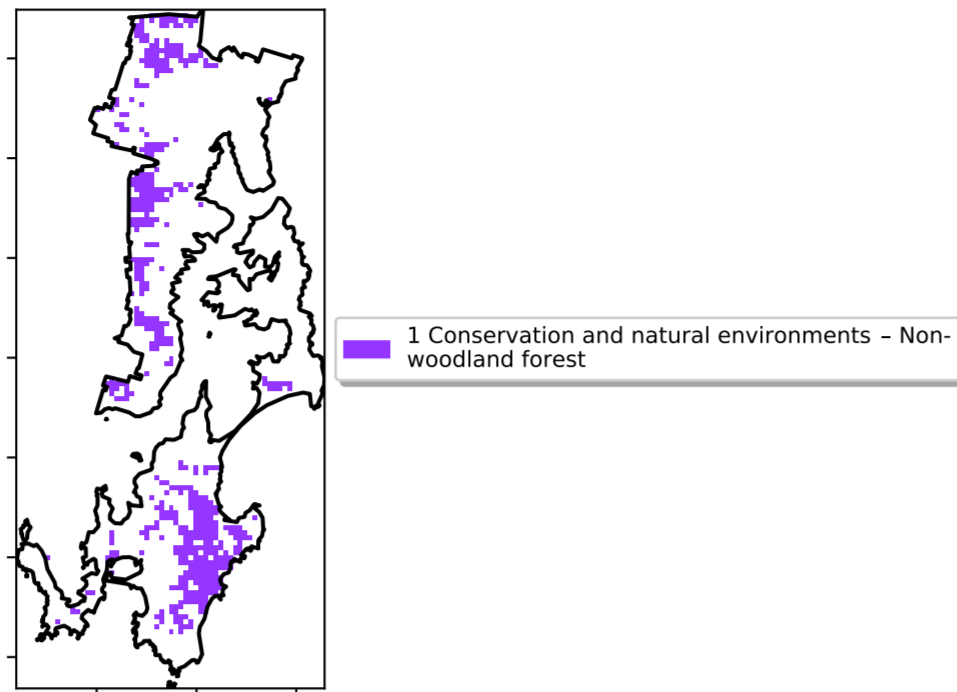 1 Conservation and natural environments – Non-
woodland forest